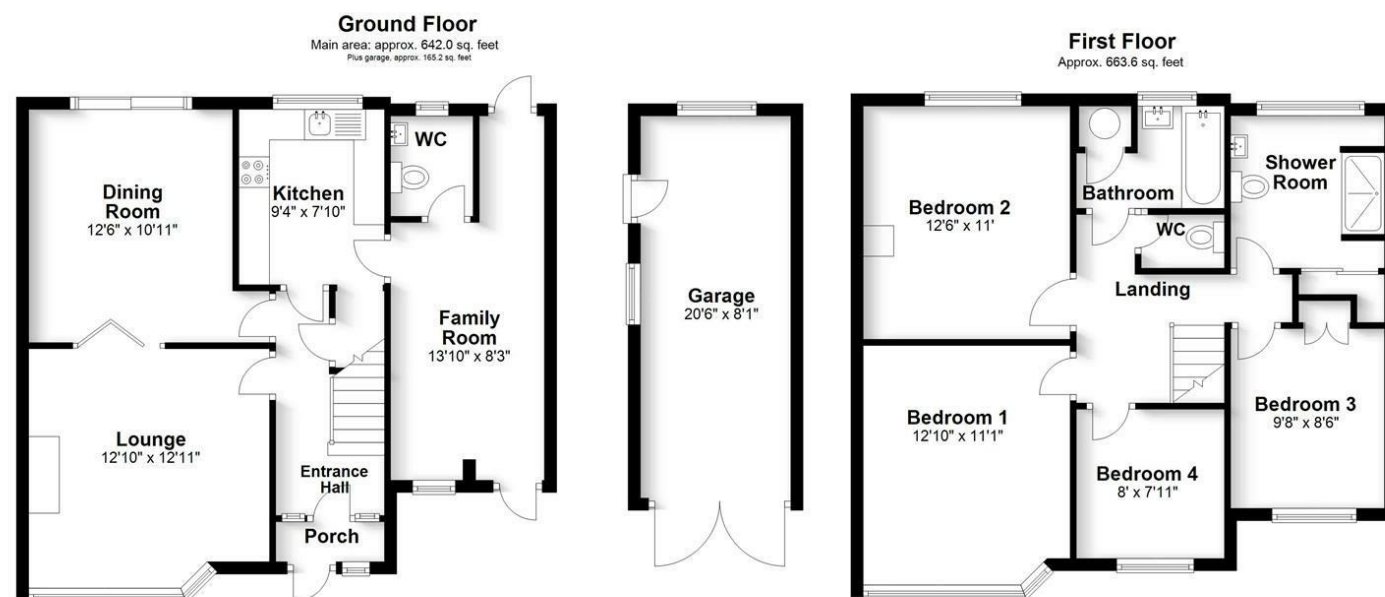 Ground Floor
Main area: approx. 642.0 sq. feet
Plus garage, approx. 165.2 sq. feet
First Floor
Approx. 663.6 sq. feet
WC
Dining
Room
12'6" x 10'11"
Kitchen
9'4" x 7'10"
Family
Room
13'10" x 8'3"
Lounge
12'10" x 12'11"
Entrance
Hall
Porch
Garage
20'6" x 8'1"
Bedroom 2
12'6" x 11'
Bathroom
Shower
Room
WC
Landing
Bedroom 1
12'10" x 11'1"
Bedroom 3
9'8" x 8'6"
Bedroom 4
8' x 7'11"